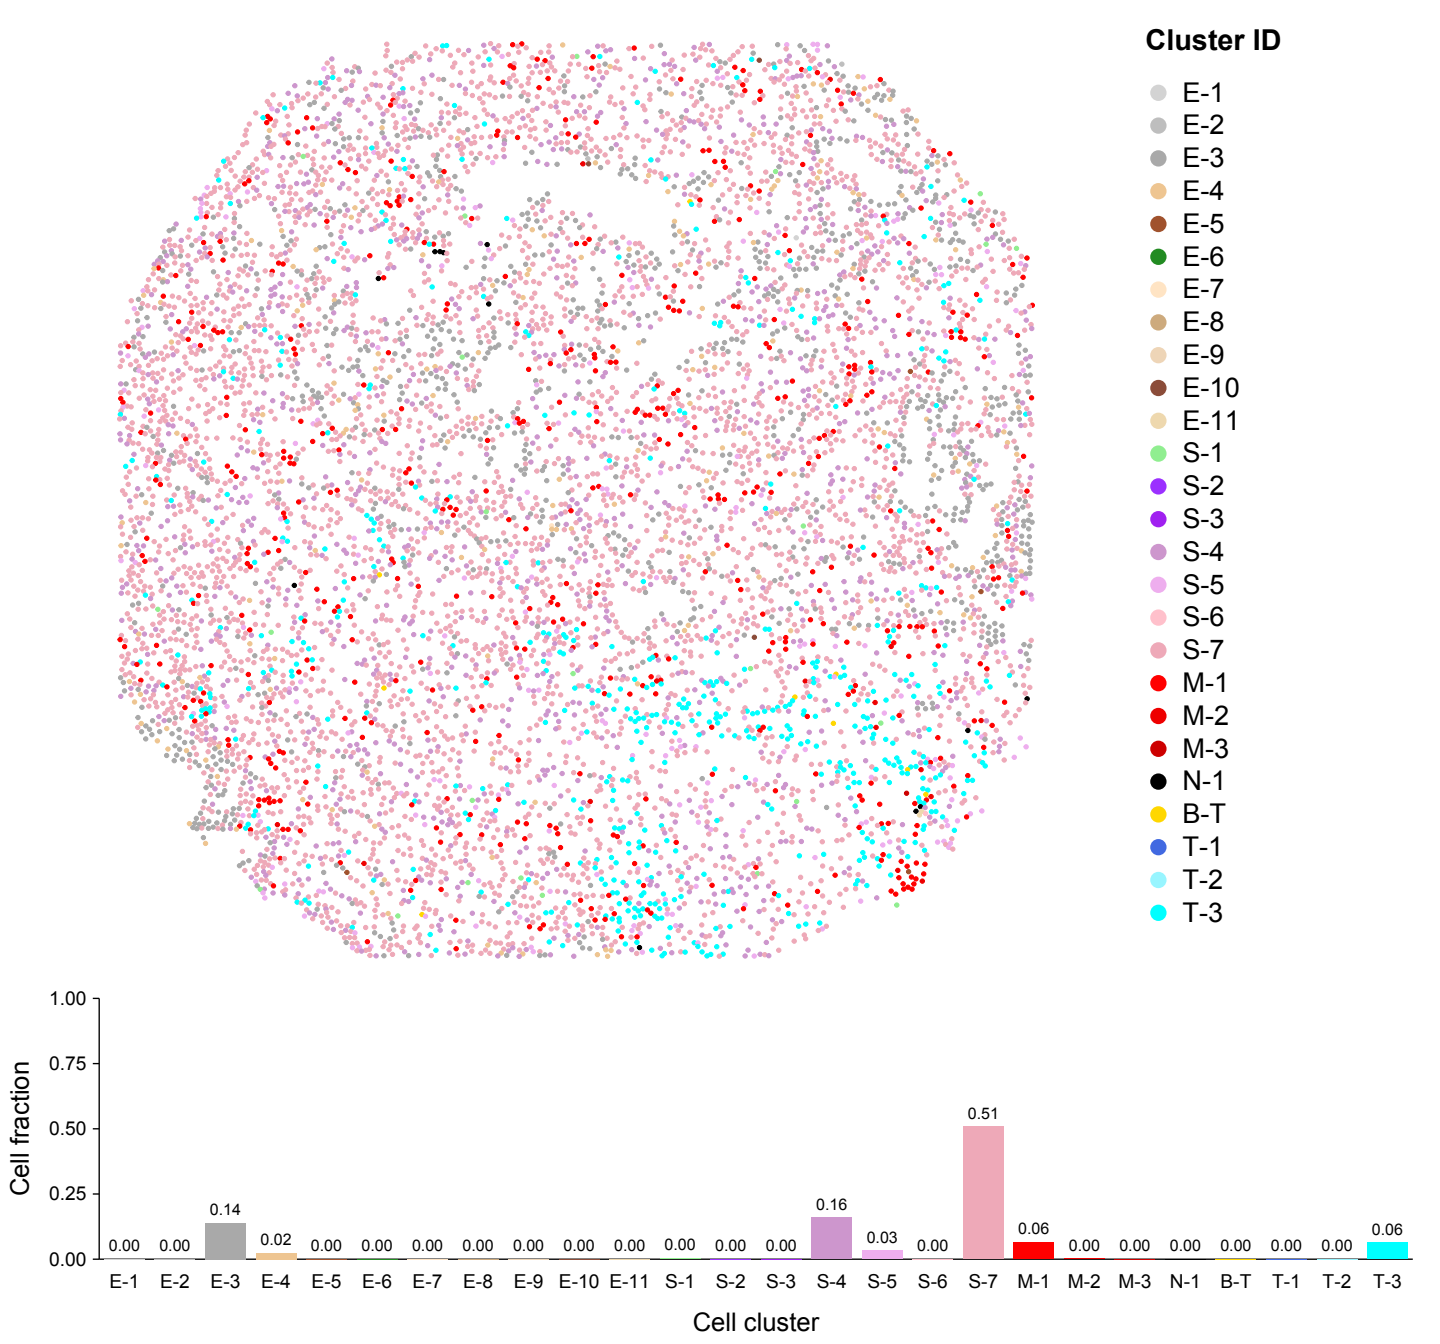 Cluster ID
E-1
E-2
E-3
E-4
E-5
E-6
E-7
E-8
E-9
E-10
E-11
S-1
S-2
S-3
S-4
S-5
S-6
S-7
M-1
M-2
M-3
N-1
B-T
T-1
T-2
T-3
1.00
0.75
0.50
0.25
0.00
Cell fraction
0.00 0.00 0.14 0.02 0.00 0.00 0.00 0.00 0.00 0.00 0.00 0.00 0.00 0.00 0.16 0.03 0.00 0.51 0.06 0.00 0.00 0.00 0.00 0.00 0.00 0.06
E-1 E-2 E-3 E-4 E-5 E-6 E-7 E-8 E-9 E-10 E-11 S-1 S-2 S-3 S-4 S-5 S-6 S-7 M-1 M-2 M-3 N-1 B-T T-1 T-2 T-3
Cell cluster